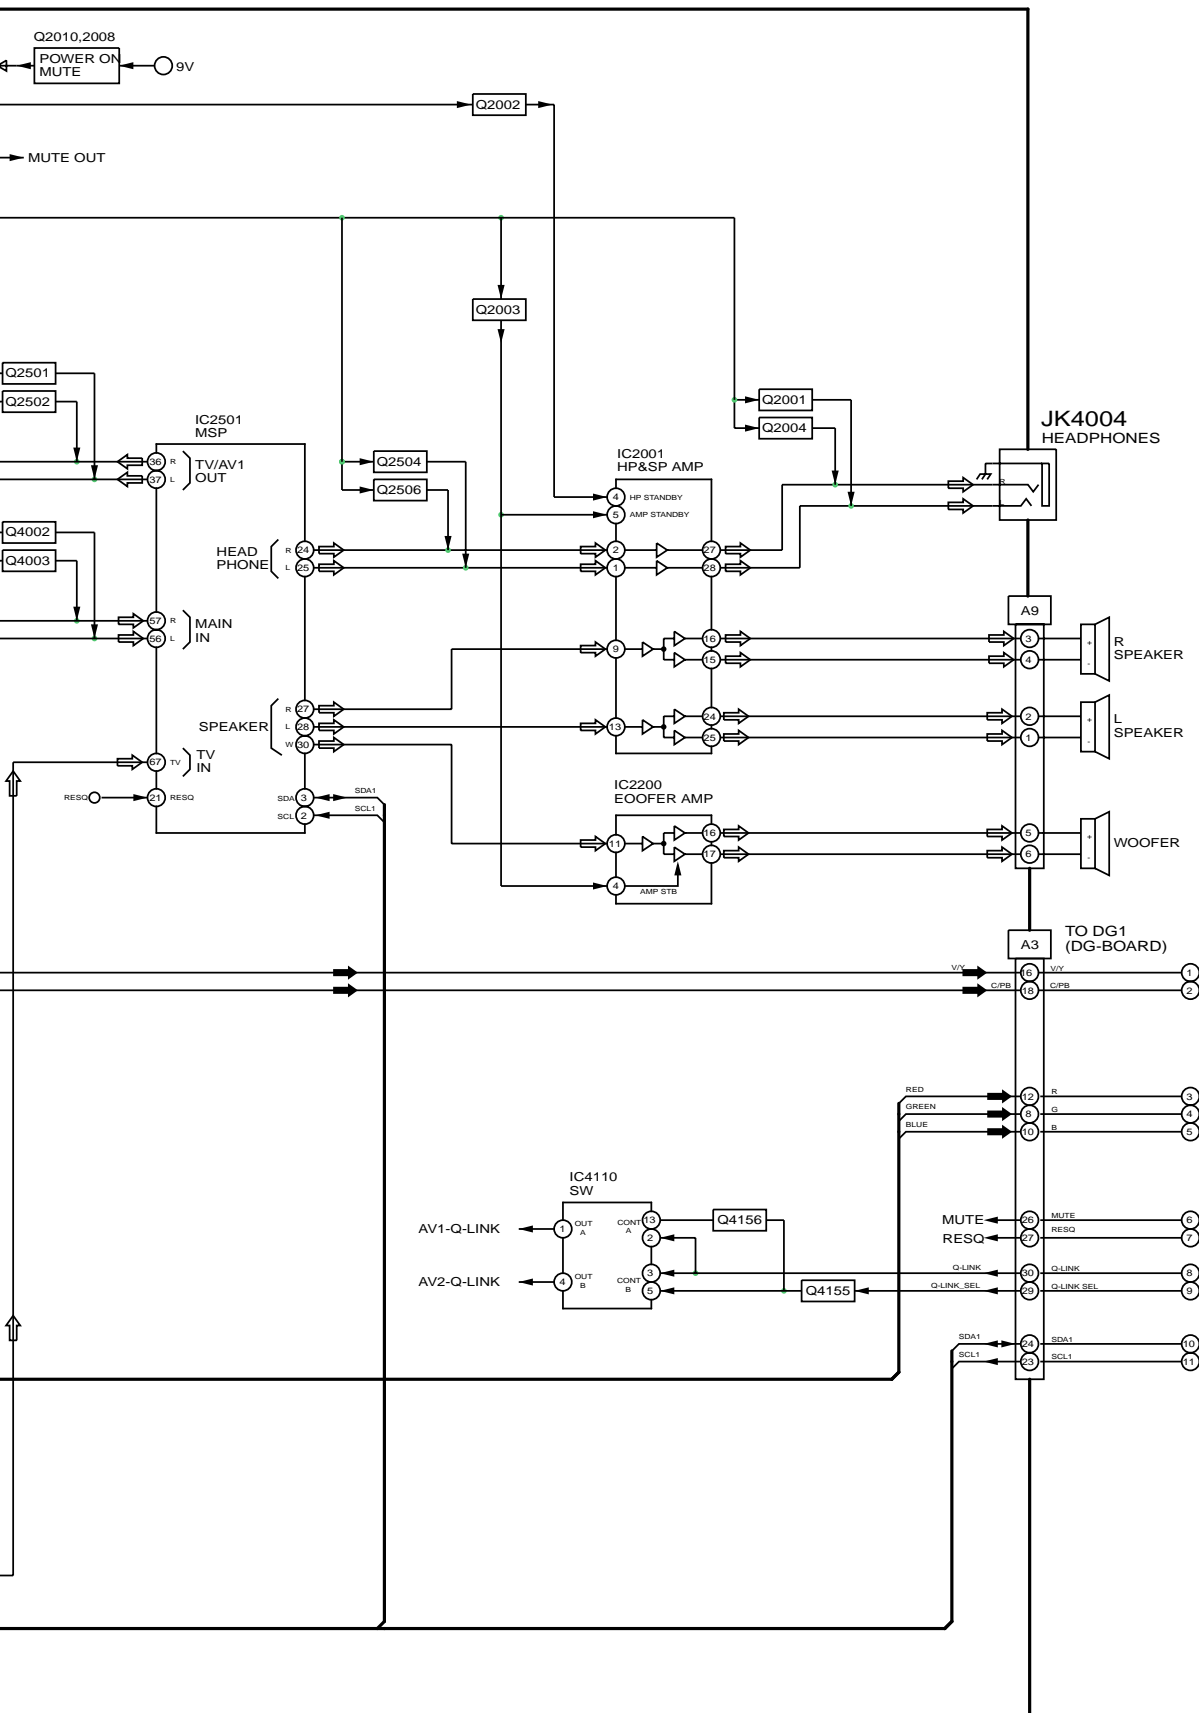 Q2010,2008
POWER ON
MUTE
9V
Q2002
MUTE OUT
Q2003
Q2501
Q2502
Q2001
Q2004
JK4004
HEADPHONES
R
L
IC2501
MSP
36 R
37 L
TV/AV1
OUT
Q2504
Q2506
IC2001
HP&SP AMP
4 HP STANDBY
5 AMP STANDBY
Q4002
Q4003
HEAD
PHONE
R 24
L 25
2
1
27
28
57 R
56 L
MAIN
IN
A9
9
16
15
3
4
+
-
R
SPEAKER
SPEAKER
R 27
L 28
W 30
13
24
25
2
1
+
-
L
SPEAKER
67 TV
TV
IN
RESQ
21 RESQ
SDA 3
SCL 2
SDA1
SCL1
IC2200
EOOFER AMP
11
16
17
4
AMP STB
5
6
+
-
WOOFER
A3
TO DG1
(DG-BOARD)
V/Y 16 V/Y 1
C/PB 18 C/PB 2
RED 12 R 3
GREEN 8 G 4
BLUE 10 B 5
IC4110
SW
AV1-Q-LINK
1 OUT
A
CONT
A
13
2
Q4156
AV2-Q-LINK
4 OUT
B
CONT
B
3
5
Q4155
MUTE 26 MUTE 6
RESQ 27 RESQ 7
Q-LINK 30 Q-LINK 8
Q-LINK_SEL 29 Q-LINK SEL 9
SDA1 24 SDA1 10
SCL1 23 SCL1 11